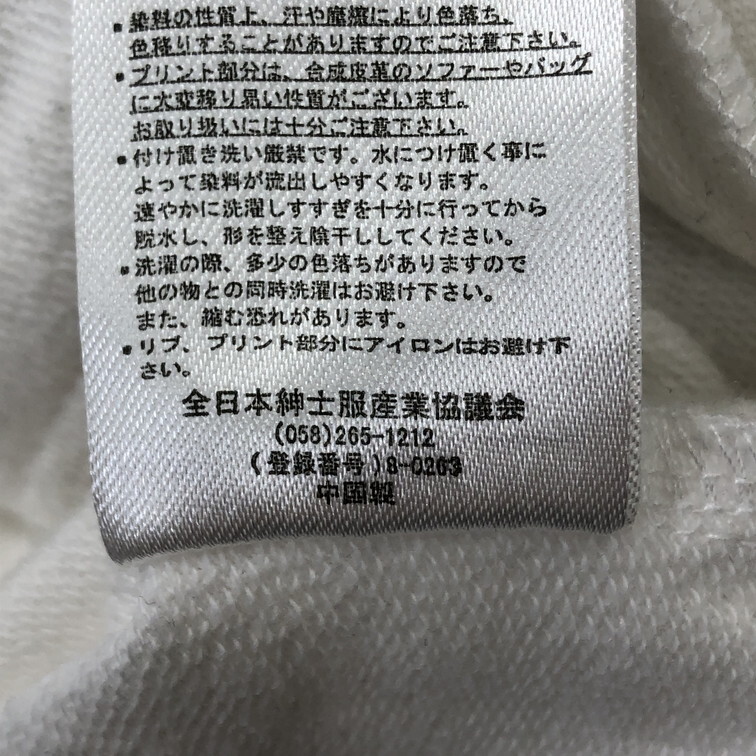 ・染料の性質上、汗や摩擦により色落ち、
色移りすることがありますのでご注意下さい。
・プリント部分は、合成皮革のソファーやバッグ
に大変移り易い性質がございます。
お取り扱いには十分ご注意下さい。
・付け置き洗い厳禁です。水につけ置く事に
よって染料が流出しやすくなります。
速やかに洗濯しすすぎを十分に行ってから
脱水し、形を整え陰干ししてください。
・洗濯の際、多少の色落ちがありますので
他の物との同時洗濯はお避け下さい。
また、縮む恐れがあります。
・リブ、プリント部分にアイロンはお避け下
さい。
全日本紳士服産業協議会
(058)265-1212
(登録番号)8-0263
中国製